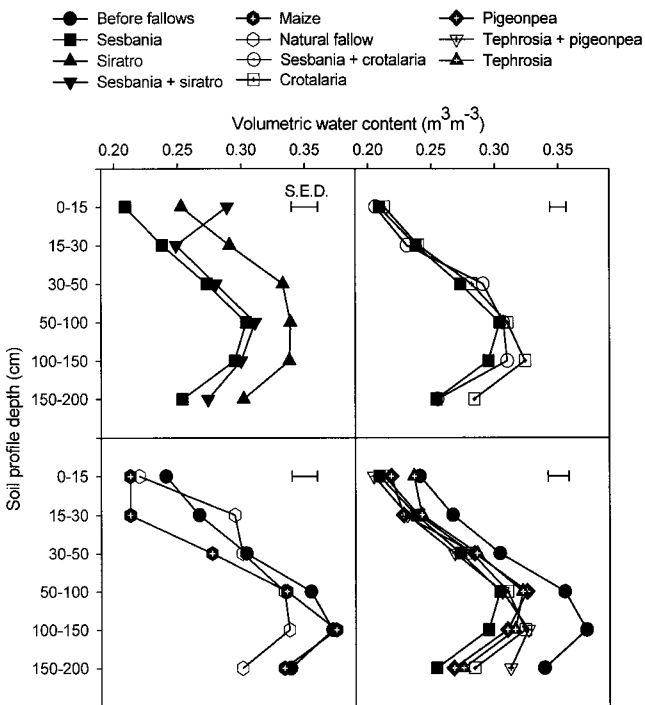 Before fallows Maize Pigeonpea
Sesbania Natural fallow Tephrosia + pigeonpea
Siratro Sesbania + crotalaria Tephrosia
Sesbania + siratro Crotalaria
Volumetric water content (m³m⁻³)
0.20 0.25 0.30 0.35 0.20 0.25 0.30 0.35
S.E.D.
0-15
15-30
30-50
50-100
100-150
150-200
Soil profile depth (cm)
0-15
15-30
30-50
50-100
100-150
150-200